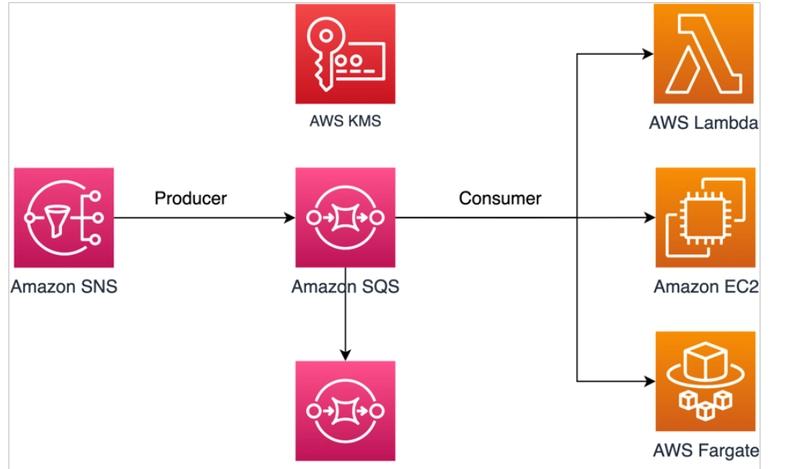 AWS KMS
AWS Lambda
Producer
Consumer
Amazon SNS
Amazon SQS
Amazon EC2
AWS Fargate